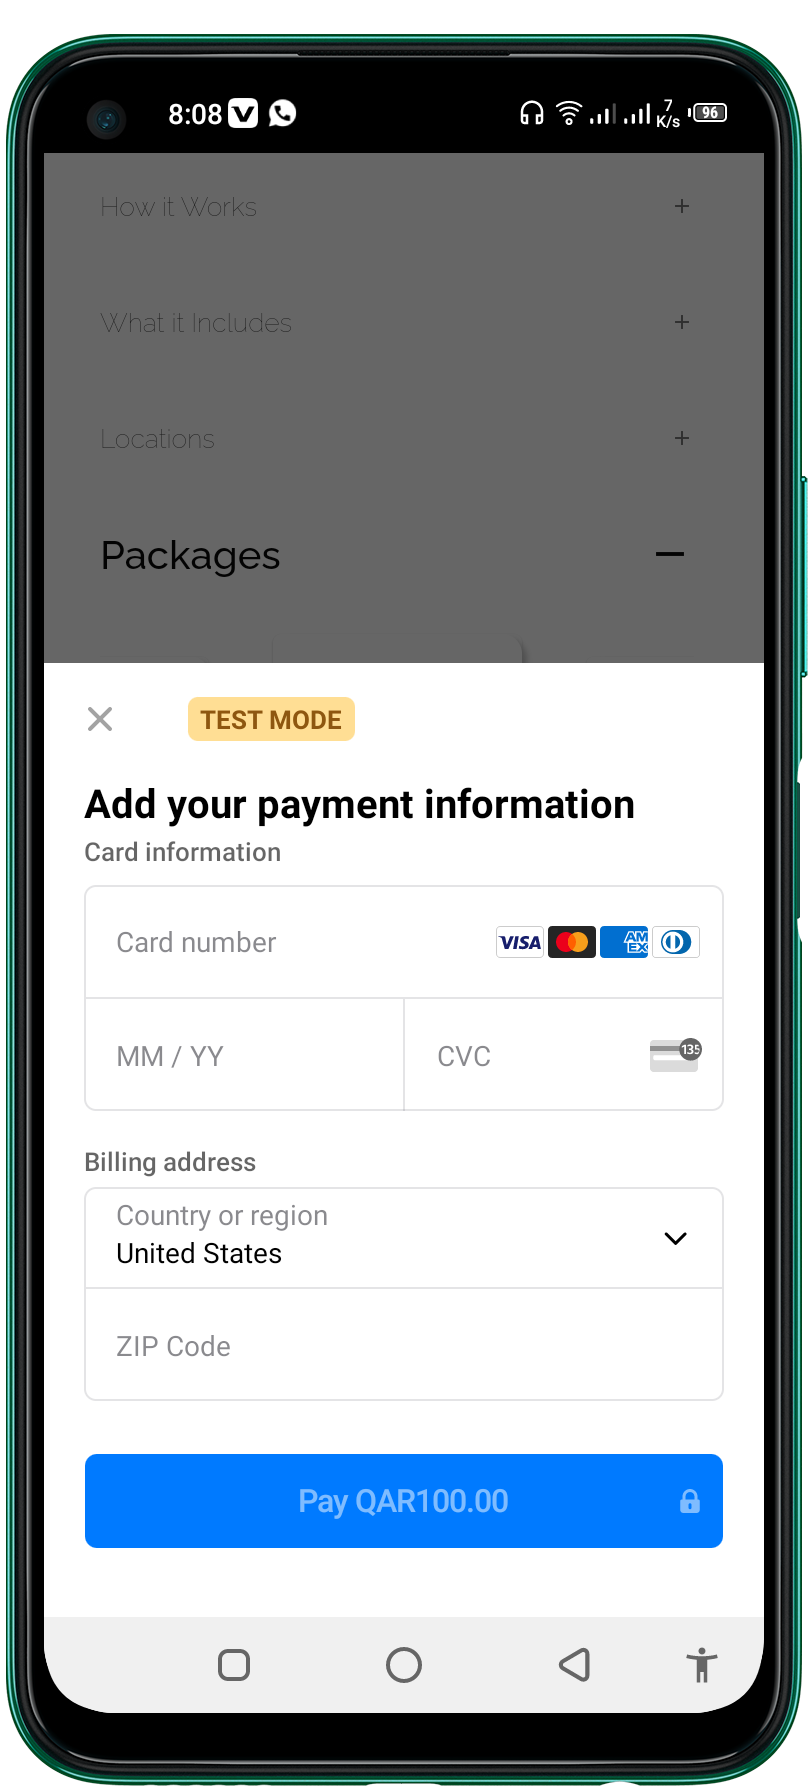 8:08
7
K/s
96
How it Works
What it Includes
Locations
Packages
TEST MODE
Add your payment information
Card information
Card number
VISA
AM
EX
MM / YY
CVC
135
Billing address
Country or region
United States
ZIP Code
Pay QAR100.00